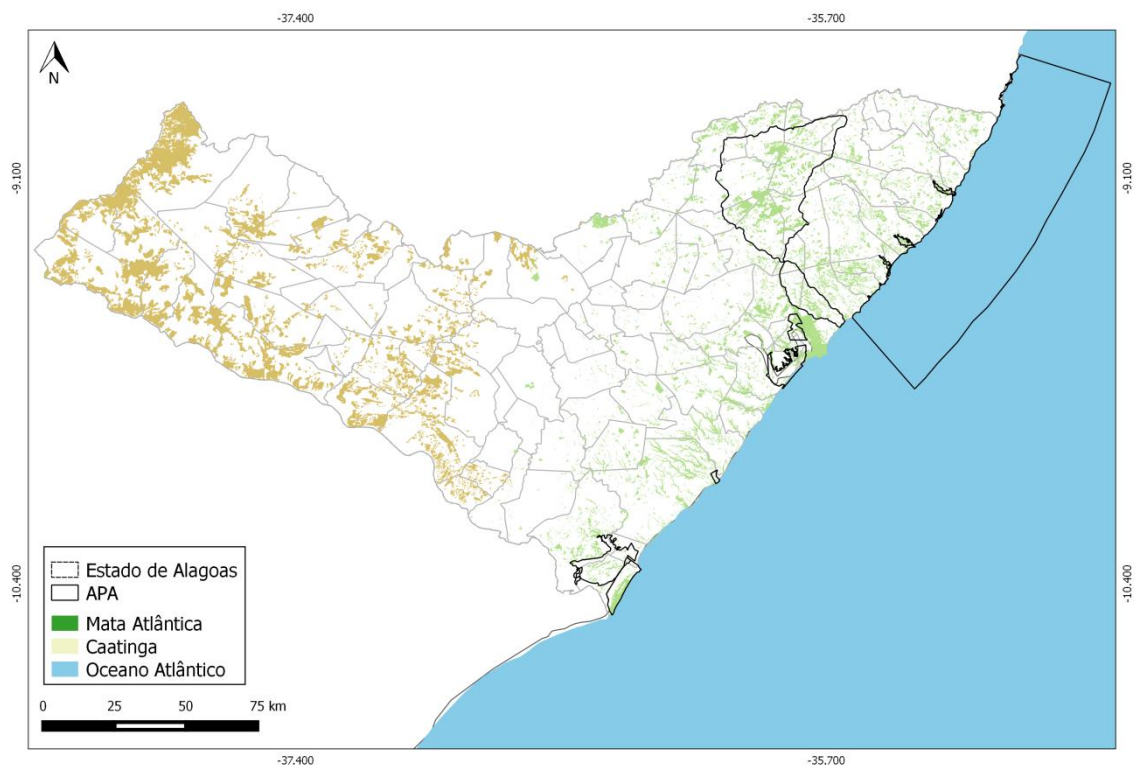 -37.400 -35.700
N
-9.100 -9.100
-10.400 -10.400
Estado de Alagoas
APA
Mata Atlântica
Caatinga
Oceano Atlântico
0 25 50 75 km
-37.400 -35.700